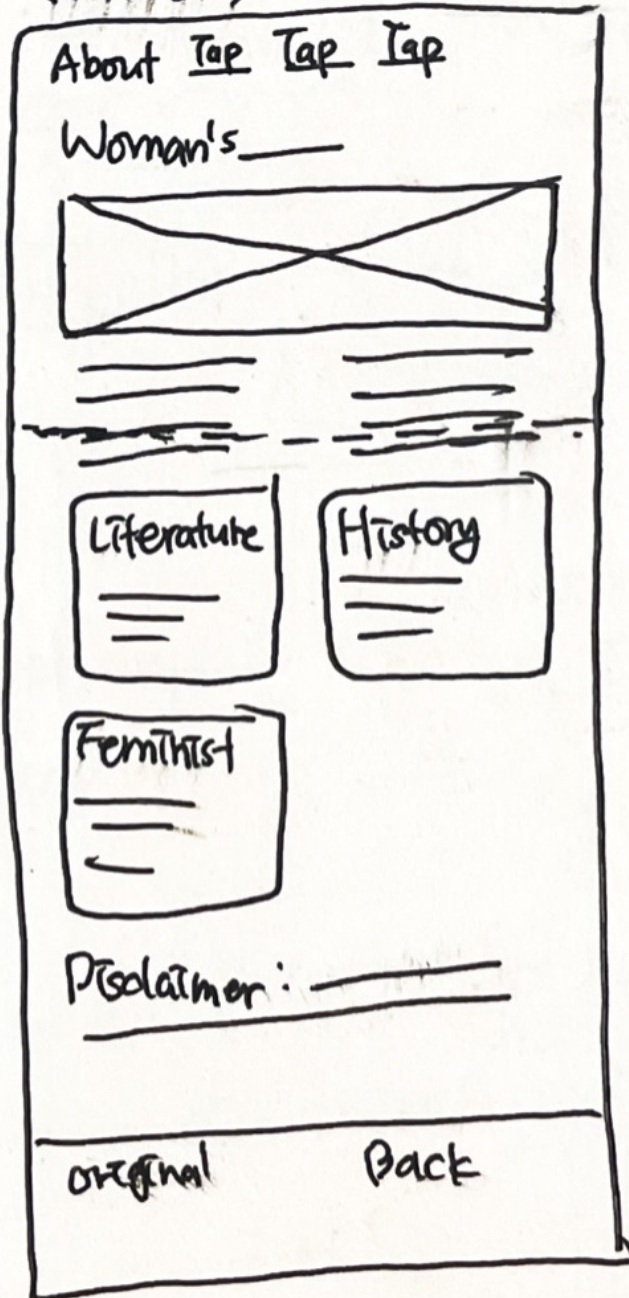 About Tap Tap Tap
Woman's
Literature History
Feminist
Disclaimer:
original Back